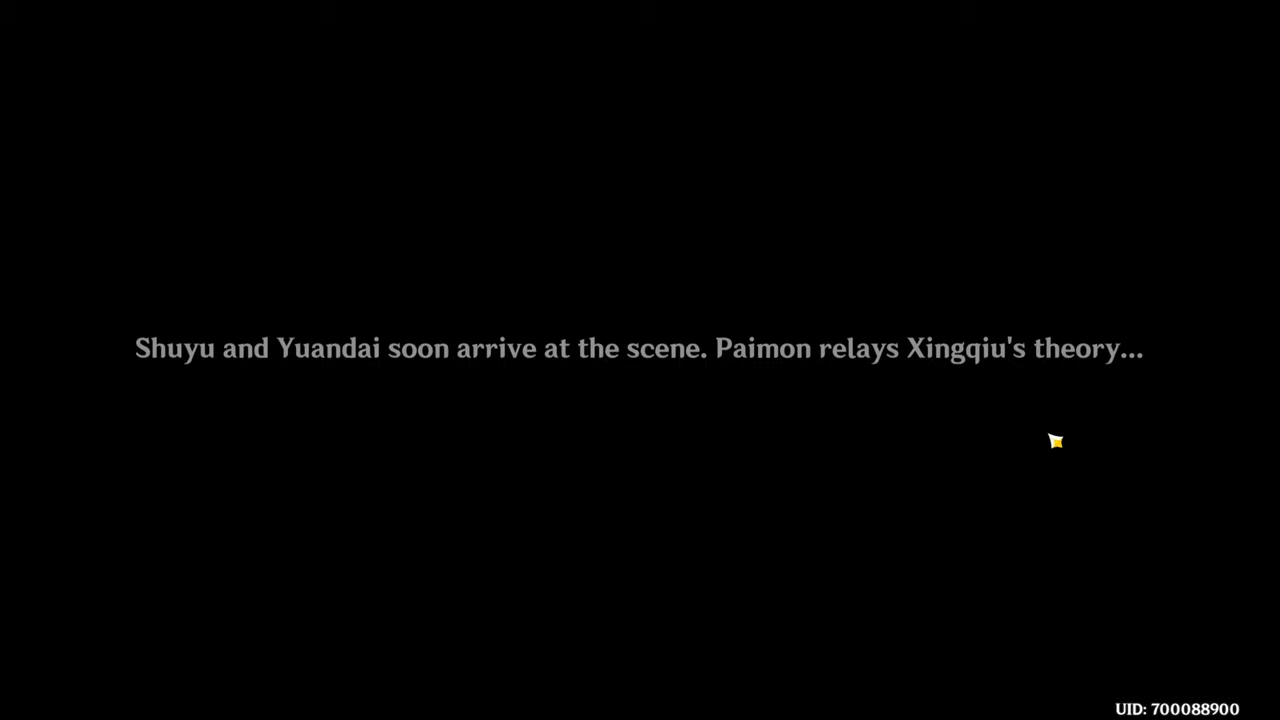 Shuyu and Yuandai soon arrive at the scene. Paimon relays Xingqiu's theory...
UID: 700088900